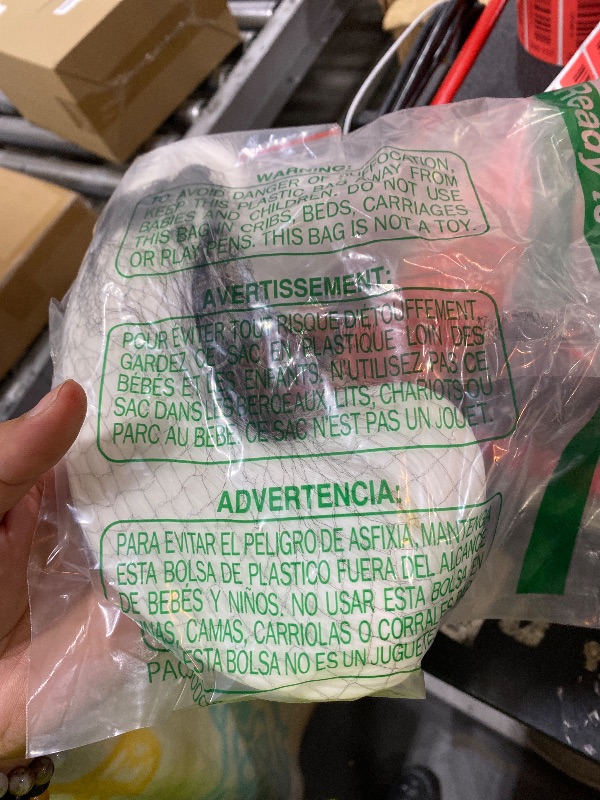 WARNING:
TO AVOID DANGER OF SUFFOCATION,
KEEP THIS PLASTIC BAG AWAY FROM
BABIES AND CHILDREN. DO NOT USE
THIS BAG IN CRIBS, BEDS, CARRIAGES
OR PLAY PENS. THIS BAG IS NOT A TOY.
AVERTISSEMENT:
POUR ÉVITER TOUT RISQUE D'ÉTOUFFEMENT,
GARDEZ CE SAC EN PLASTIQUE LOIN DES
BÉBÉS ET LES ENFANTS. N'UTILISEZ PAS CE
SAC DANS LES BERCEAUX, LITS, CHARIOTS OU
PARC AU BÉBÉ. CE SAC N'EST PAS UN JOUET.
ADVERTENCIA:
PARA EVITAR EL PELIGRO DE ASFIXIA, MANTENGA
ESTA BOLSA DE PLASTICO FUERA DEL ALCANCE
DE BEBÉS Y NIÑOS. NO USAR ESTA BOLSA EN
CAMAS, CARRIOLAS O CORRALES
ESTA BOLSA NO ES UN JUGUETE
Ready